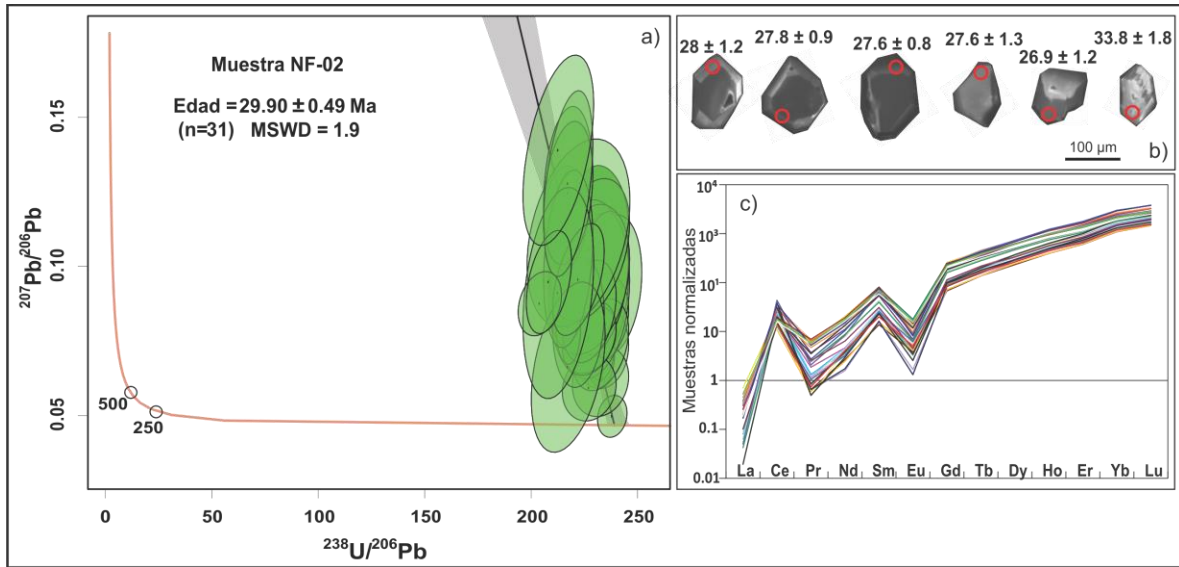 a)
Muestra NF-02
Edad = 29.90 ± 0.49 Ma
(n=31) MSWD = 1.9
500
250
0.15
0.10
0.05
²⁰⁷Pb/²⁰⁶Pb
0 50 100 150 200 250
²³⁸U/²⁰⁶Pb
28 ± 1.2
27.8 ± 0.9
27.6 ± 0.8
27.6 ± 1.3
26.9 ± 1.2
33.8 ± 1.8
100 µm
b)
c)
10⁴
10³
10¹
10
1
0.1
0.01
Muestras normalizadas
La Ce Pr Nd Sm Eu Gd Tb Dy Ho Er Yb Lu